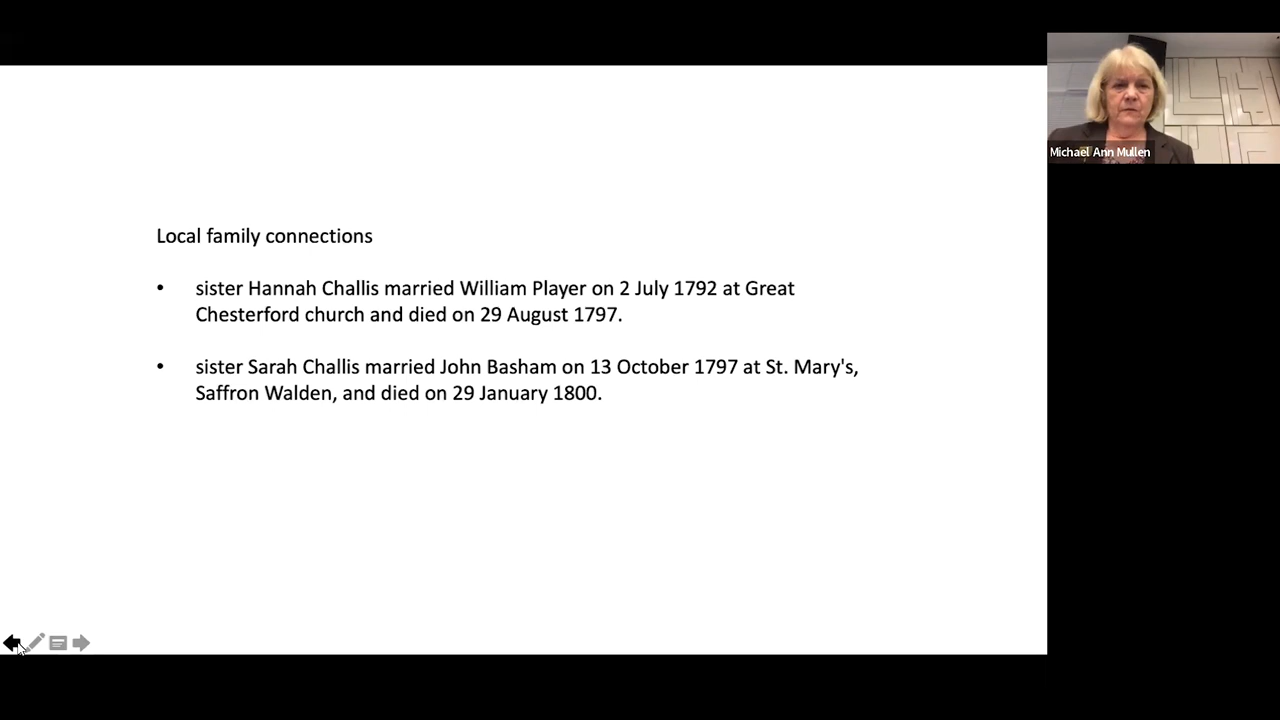 Local family connections
• sister Hannah Challis married William Player on 2 July 1792 at Great
Chesterford church and died on 29 August 1797.
• sister Sarah Challis married John Basham on 13 October 1797 at St. Mary's,
Saffron Walden, and died on 29 January 1800.
Michael Ann Mullen